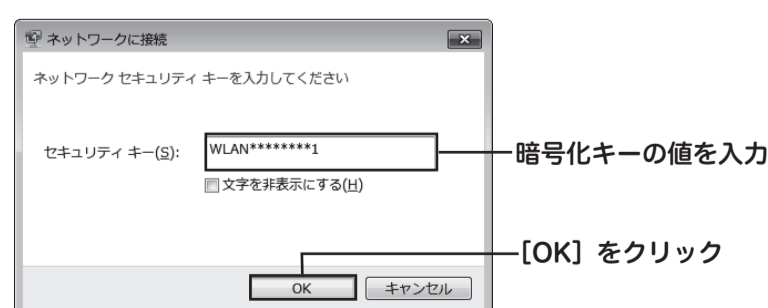 ネットワークに接続
ネットワーク セキュリティ キーを入力してください
セキュリティ キー(S):
WLAN********1
暗号化キーの値を入力
文字を非表示にする(H)
[OK] をクリック
OK
キャンセル